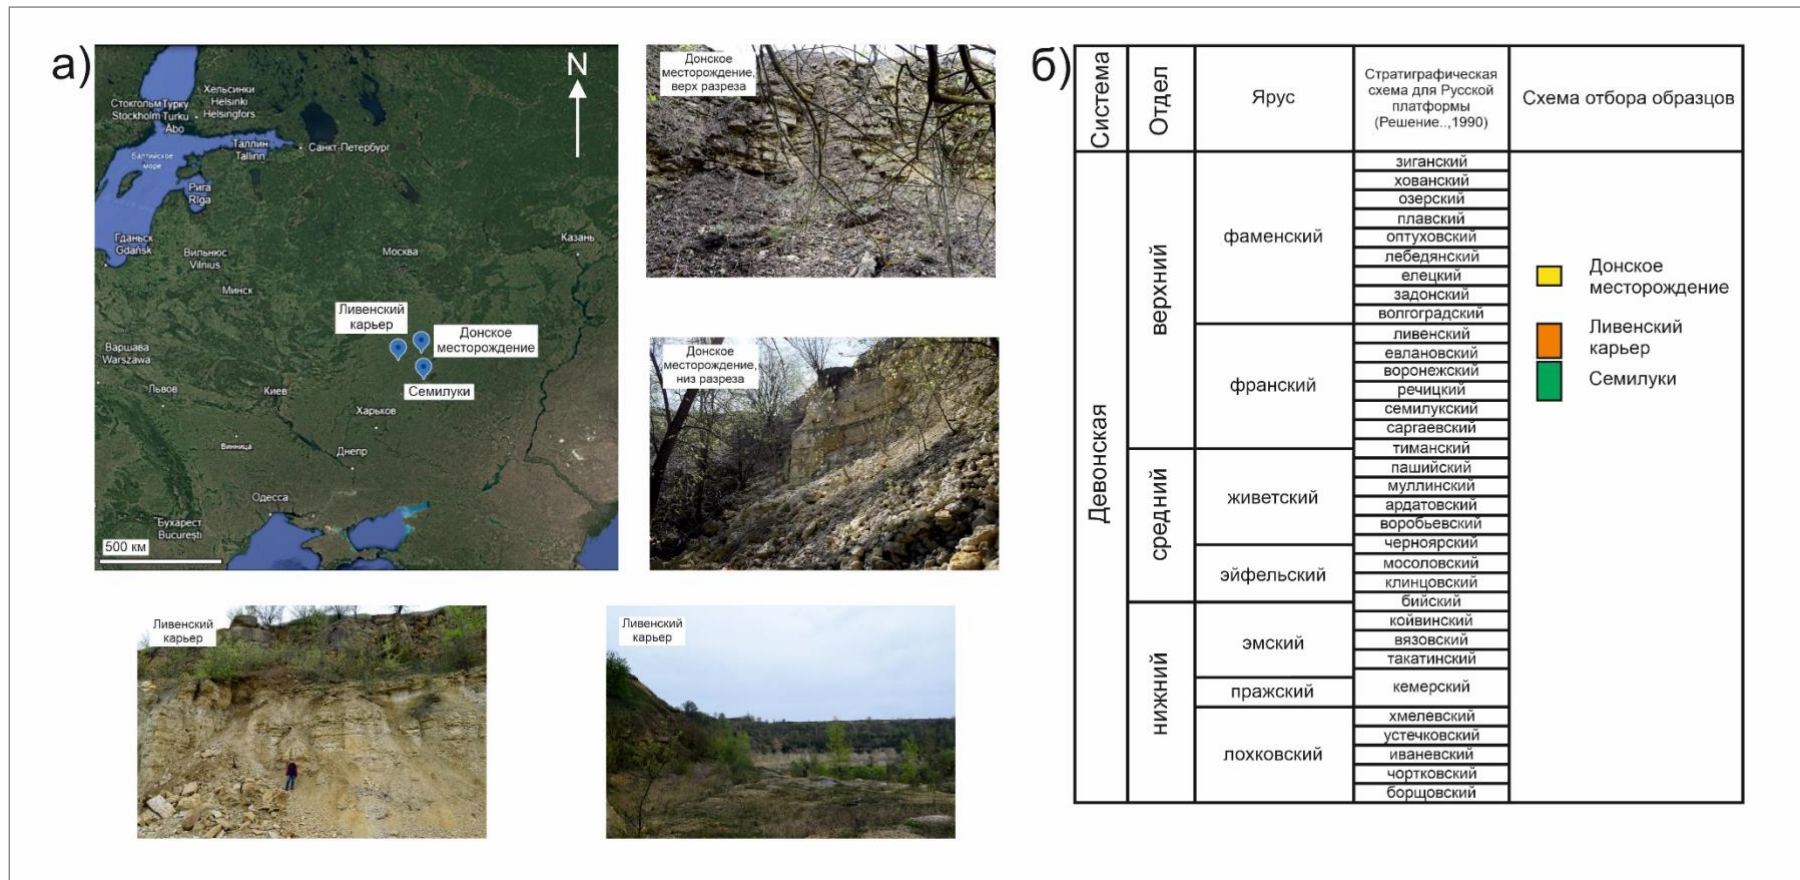 а)
N
Стокгольм
Stockholm
Турку
Turku
Åbo
Хельсинки
Helsinki
Helsingfors
Таллин
Tallinn
Санкт-Петербург
Балтийское
море
Рига
Rīga
Гданьск
Gdańsk
Вильнюс
Vilnius
Москва
Казань
Минск
Ливенский
карьер
Донское
месторождение
Семилуки
Варшава
Warszawa
Львов
Киев
Харьков
Винница
Днепр
Одесса
Бухарест
București
500 км
Донское
месторождение,
верх разреза
Донское
месторождение,
низ разреза
Ливенский
карьер
Ливенский
карьер
б)
Система
Отдел
Ярус
Стратиграфическая
схема для Русской
платформы
(Решение..,1990)
Схема отбора образцов
Девонская
верхний
фаменский
зиганский
хованский
озерский
плавский
оптуховский
лебедянский
елецкий
задонский
волгоградский
франский
ливенский
евлановский
воронежский
речицкий
семилукский
саргаевский
тиманский
средний
живетский
пашийский
муллинский
ардатовский
воробьевский
черноярский
эйфельский
мосоловский
клинцовский
бийский
нижний
эмский
койвинский
вязовский
такатинский
пражский
кемерский
лохковский
хмелевский
устечковский
иваневский
чортковский
борщовский
Донское
месторождение
Ливенский
карьер
Семилуки